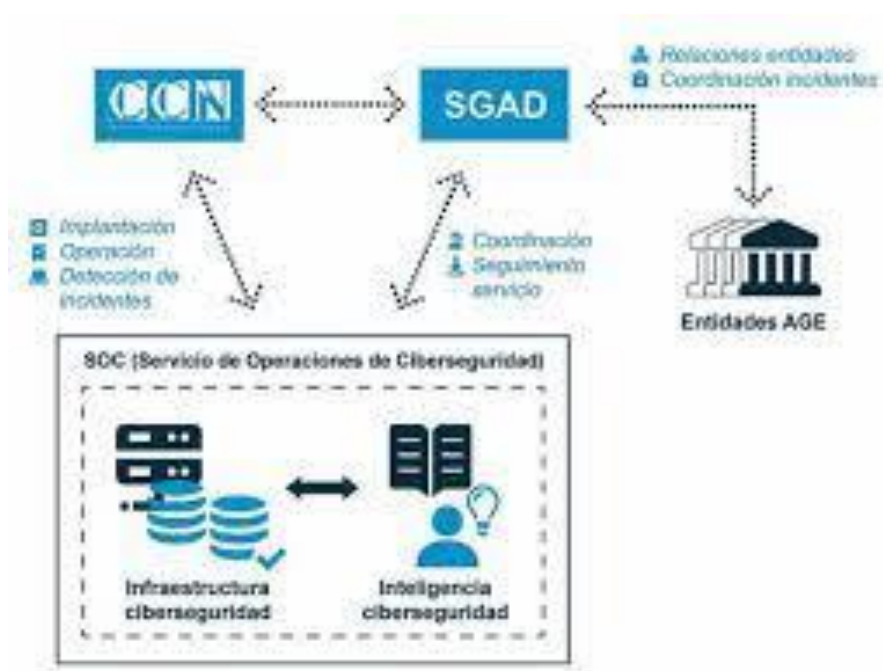 CCN
SGAD
Relaciones entidades
Coordinación incidentes
Implantación
Operación
Detección de
incidentes
Coordinación
Seguimiento
servicio
Entidades AGE
SOC (Servicio de Operaciones de Ciberseguridad)
Infraestructura
ciberseguridad
Inteligencia
ciberseguridad